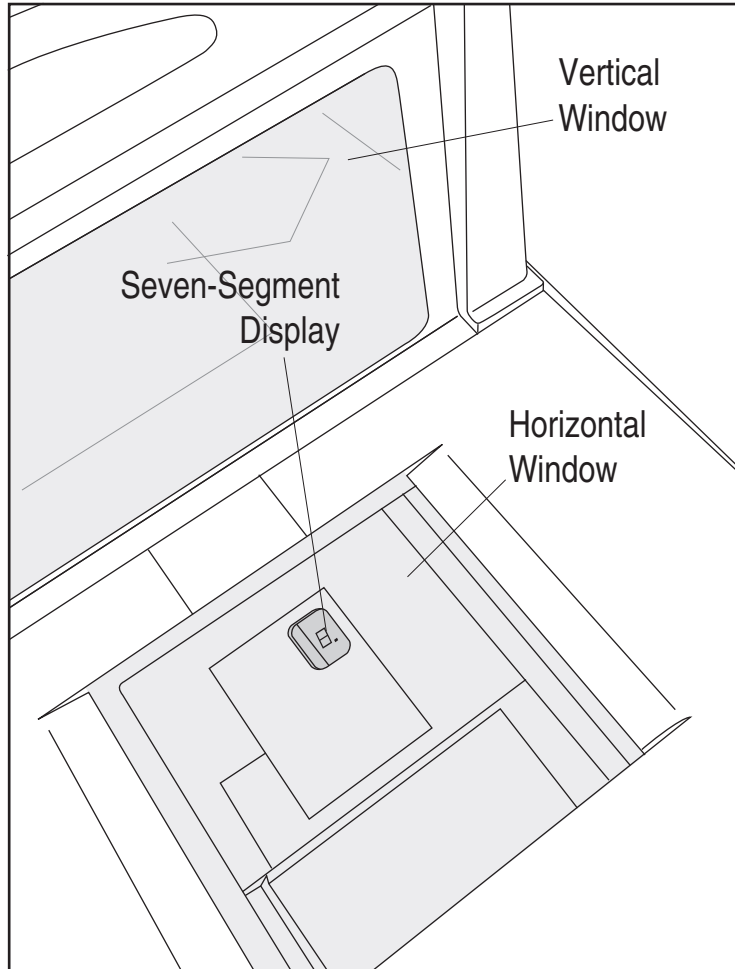 Vertical
Window
Seven-Segment
Display
Horizontal
Window